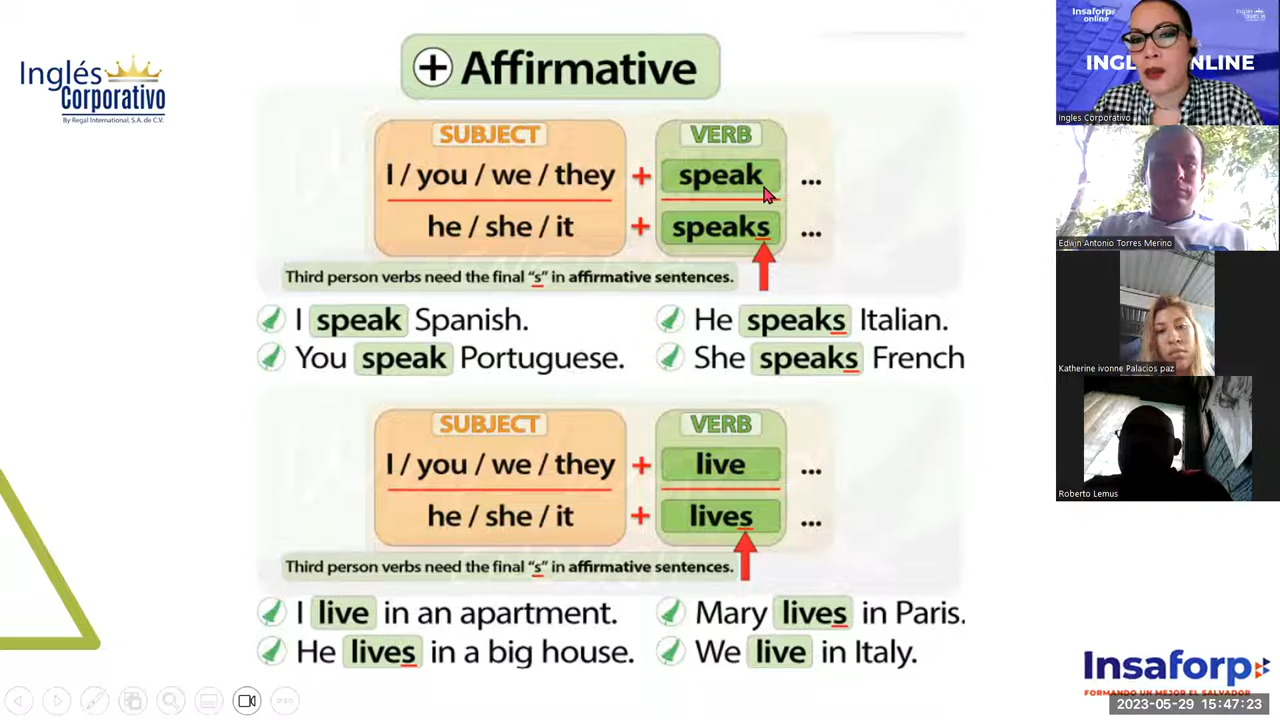 Inglés
Corporativo
By Regal International, S.A. de C.V.
+ Affirmative
SUBJECT VERB
I / you / we / they + speak ...
he / she / it + speaks ...
Third person verbs need the final "s" in affirmative sentences.
I speak Spanish. He speaks Italian.
You speak Portuguese. She speaks French
SUBJECT VERB
I / you / we / they + live ...
he / she / it + lives ...
Third person verbs need the final "s" in affirmative sentences.
I live in an apartment. Mary lives in Paris.
He lives in a big house. We live in Italy.
Insaforp
online
Ingles Corporativo
Edwin Antonio Torres Merino
Katherine ivonne Palacios paz
Roberto Lemus
Insaforp
FORMANDO UN MEJOR EL SALVADOR
2023-05-29 15:47:23